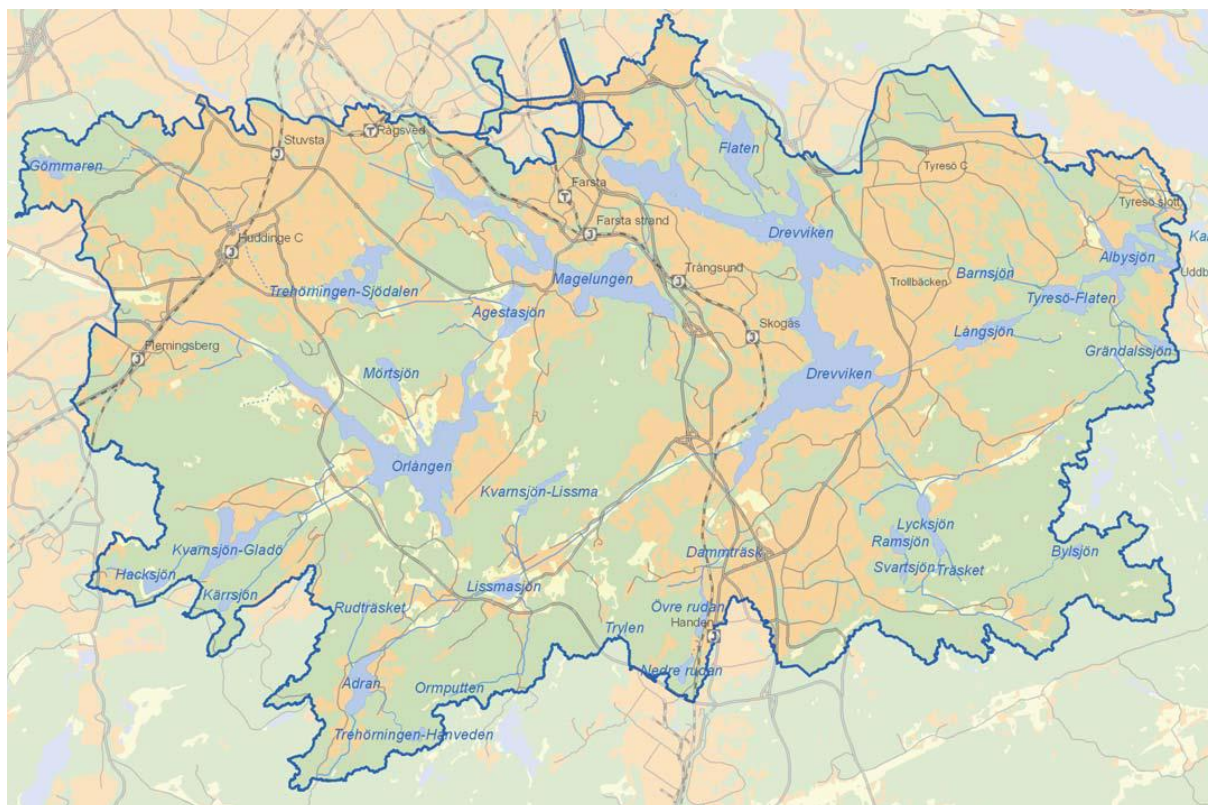 Stuvsta
T
Rågsved
J
Flaten
Tyresö C
Gömmaren
T
Farsta
Tyresö slott
Farsta strand
J
Drevviken
Huddinge C
J
Albysjön
Magelungen
Trångsund
J
Trollbäcken
Barnsjön
Trehörningen-Sjödalen
Ågestasjön
Tyresö-Flaten
Skogås
J
Långsjön
Flemingsberg
J
Grändalssjön
Mörtsjön
Drevviken
Orlången
Kvarnsjön-Lissma
Lycksjön
Ramsjön
Kvarnsjön-Gladö
Dammträsk
Bylsjön
Hacksjön
Svartsjön
Träsket
Lissmasjön
Kärrsjön
Rudträsket
Övre rudan
Handen
J
Trylen
Nedre rudan
Adran
Ormputten
Trehörningen-Hanveden